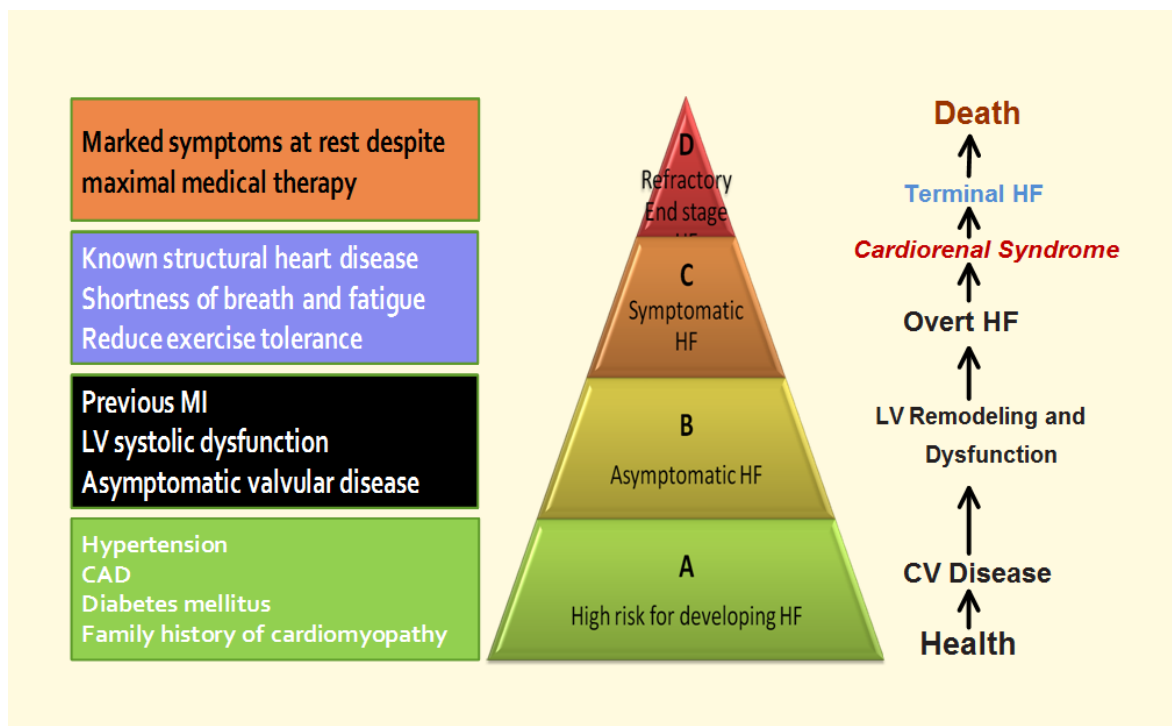 Marked symptoms at rest despite
maximal medical therapy
Known structural heart disease
Shortness of breath and fatigue
Reduce exercise tolerance
Previous MI
LV systolic dysfunction
Asymptomatic valvular disease
Hypertension
CAD
Diabetes mellitus
Family history of cardiomyopathy
D
Refractory
End stage
HF
C
Symptomatic
HF
B
Asymptomatic HF
A
High risk for developing HF
Death
Terminal HF
Cardiorenal Syndrome
Overt HF
LV Remodeling and
Dysfunction
CV Disease
Health